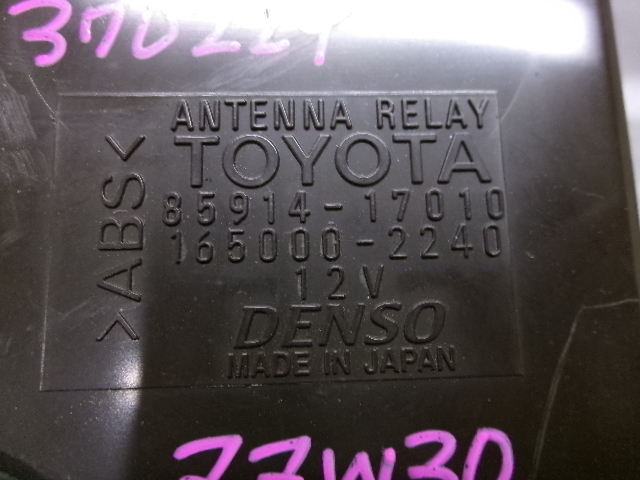 ANTENNA RELAY
TOYOTA
85914-17010
165000-2240
12V
DENSO
MADE IN JAPAN
>ABS<
ZZW30